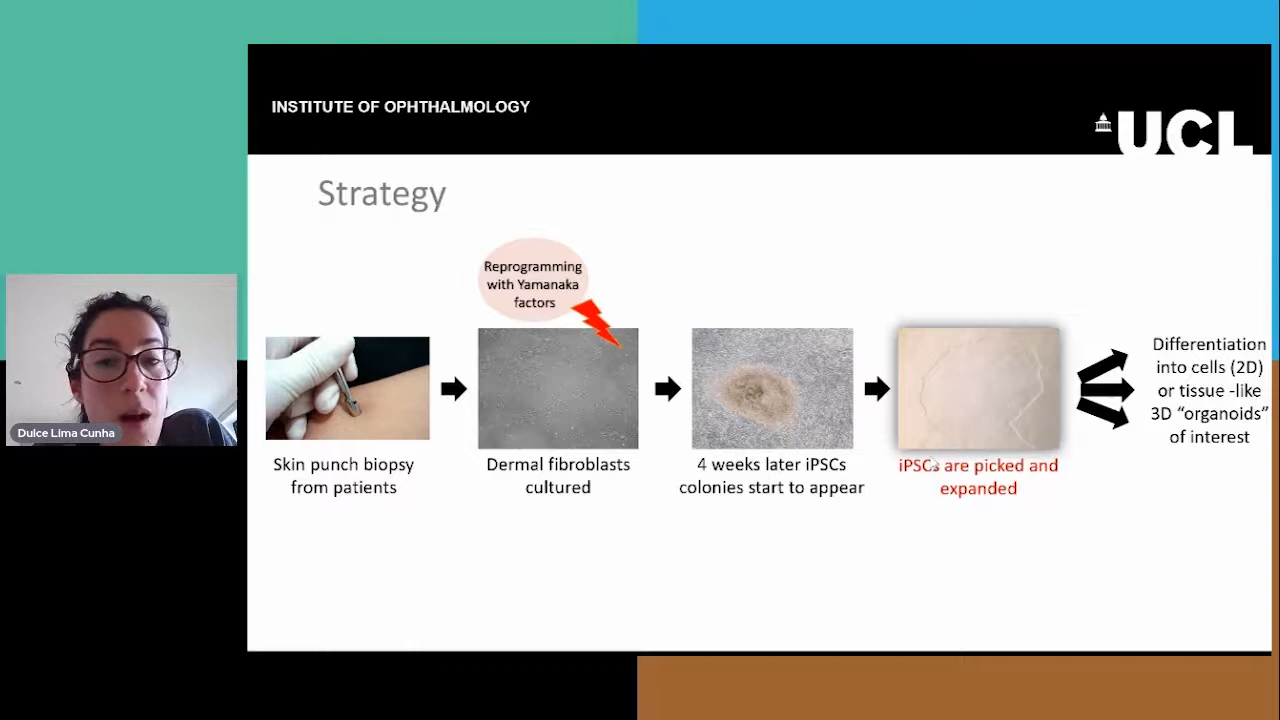 INSTITUTE OF OPHTHALMOLOGY
UCL
Strategy
Reprogramming
with Yamanaka
factors
Skin punch biopsy
from patients
Dermal fibroblasts
cultured
4 weeks later iPSCs
colonies start to appear
iPSCs are picked and
expanded
Differentiation
into cells (2D)
or tissue -like
3D “organoids”
of interest
Dulce Lima Cunha